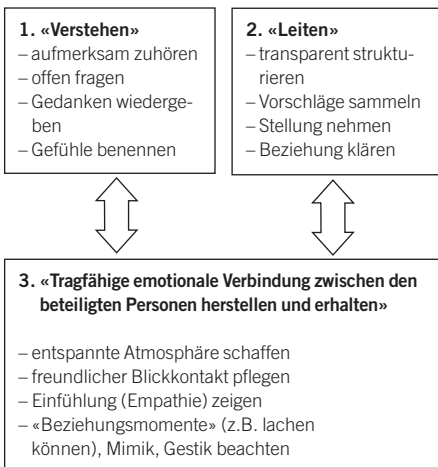 1. «Verstehen»
– aufmerksam zuhören
– offen fragen
– Gedanken wiederge-
ben
– Gefühle benennen
2. «Leiten»
– transparent struktu-
rieren
– Vorschläge sammeln
– Stellung nehmen
– Beziehung klären
3. «Tragfähige emotionale Verbindung zwischen den
beteiligten Personen herstellen und erhalten»
– entspannte Atmosphäre schaffen
– freundlicher Blickkontakt pflegen
– Einfühlung (Empathie) zeigen
– «Beziehungsmomente» (z.B. lachen
können), Mimik, Gestik beachten